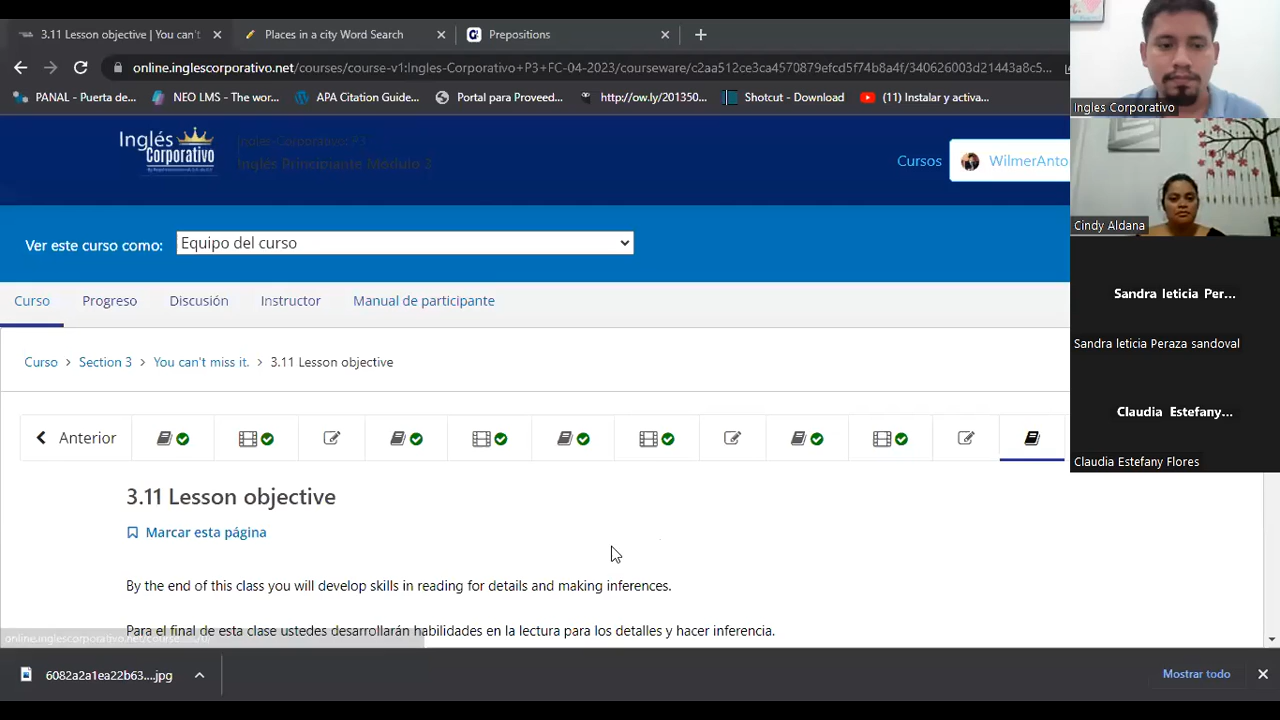 3.11 Lesson objective | You can't
Places in a city Word Search
Prepositions
online.inglescorporativo.net/courses/course-v1:Ingles-Corporativo+P3+FC-04-2023/courseware/c2aa512ce3ca4570879efcd5f74b8a4f/340626003d21443a8c5...
PANAL - Puerta de...
NEO LMS - The wor...
APA Citation Guide...
Portal para Proveed...
http://ow.ly/201350...
Shotcut - Download
(11) Instalar y activa...
Inglés
Corporativo
Ingles-Corporativo: P3
Inglés Principiante Módulo 3
Cursos
WilmerAnto
Ver este curso como:
Equipo del curso
Curso
Progreso
Discusión
Instructor
Manual de participante
Curso > Section 3 > You can't miss it. > 3.11 Lesson objective
Anterior
3.11 Lesson objective
Marcar esta página
By the end of this class you will develop skills in reading for details and making inferences.
Para el final de esta clase ustedes desarrollarán habilidades en la lectura para los detalles y hacer inferencia.
6082a2a1ea22b63....jpg
Mostrar todo
Ingles Corporativo
Cindy Aldana
Sandra leticia Per...
Sandra leticia Peraza sandoval
Claudia Estefany...
Claudia Estefany Flores